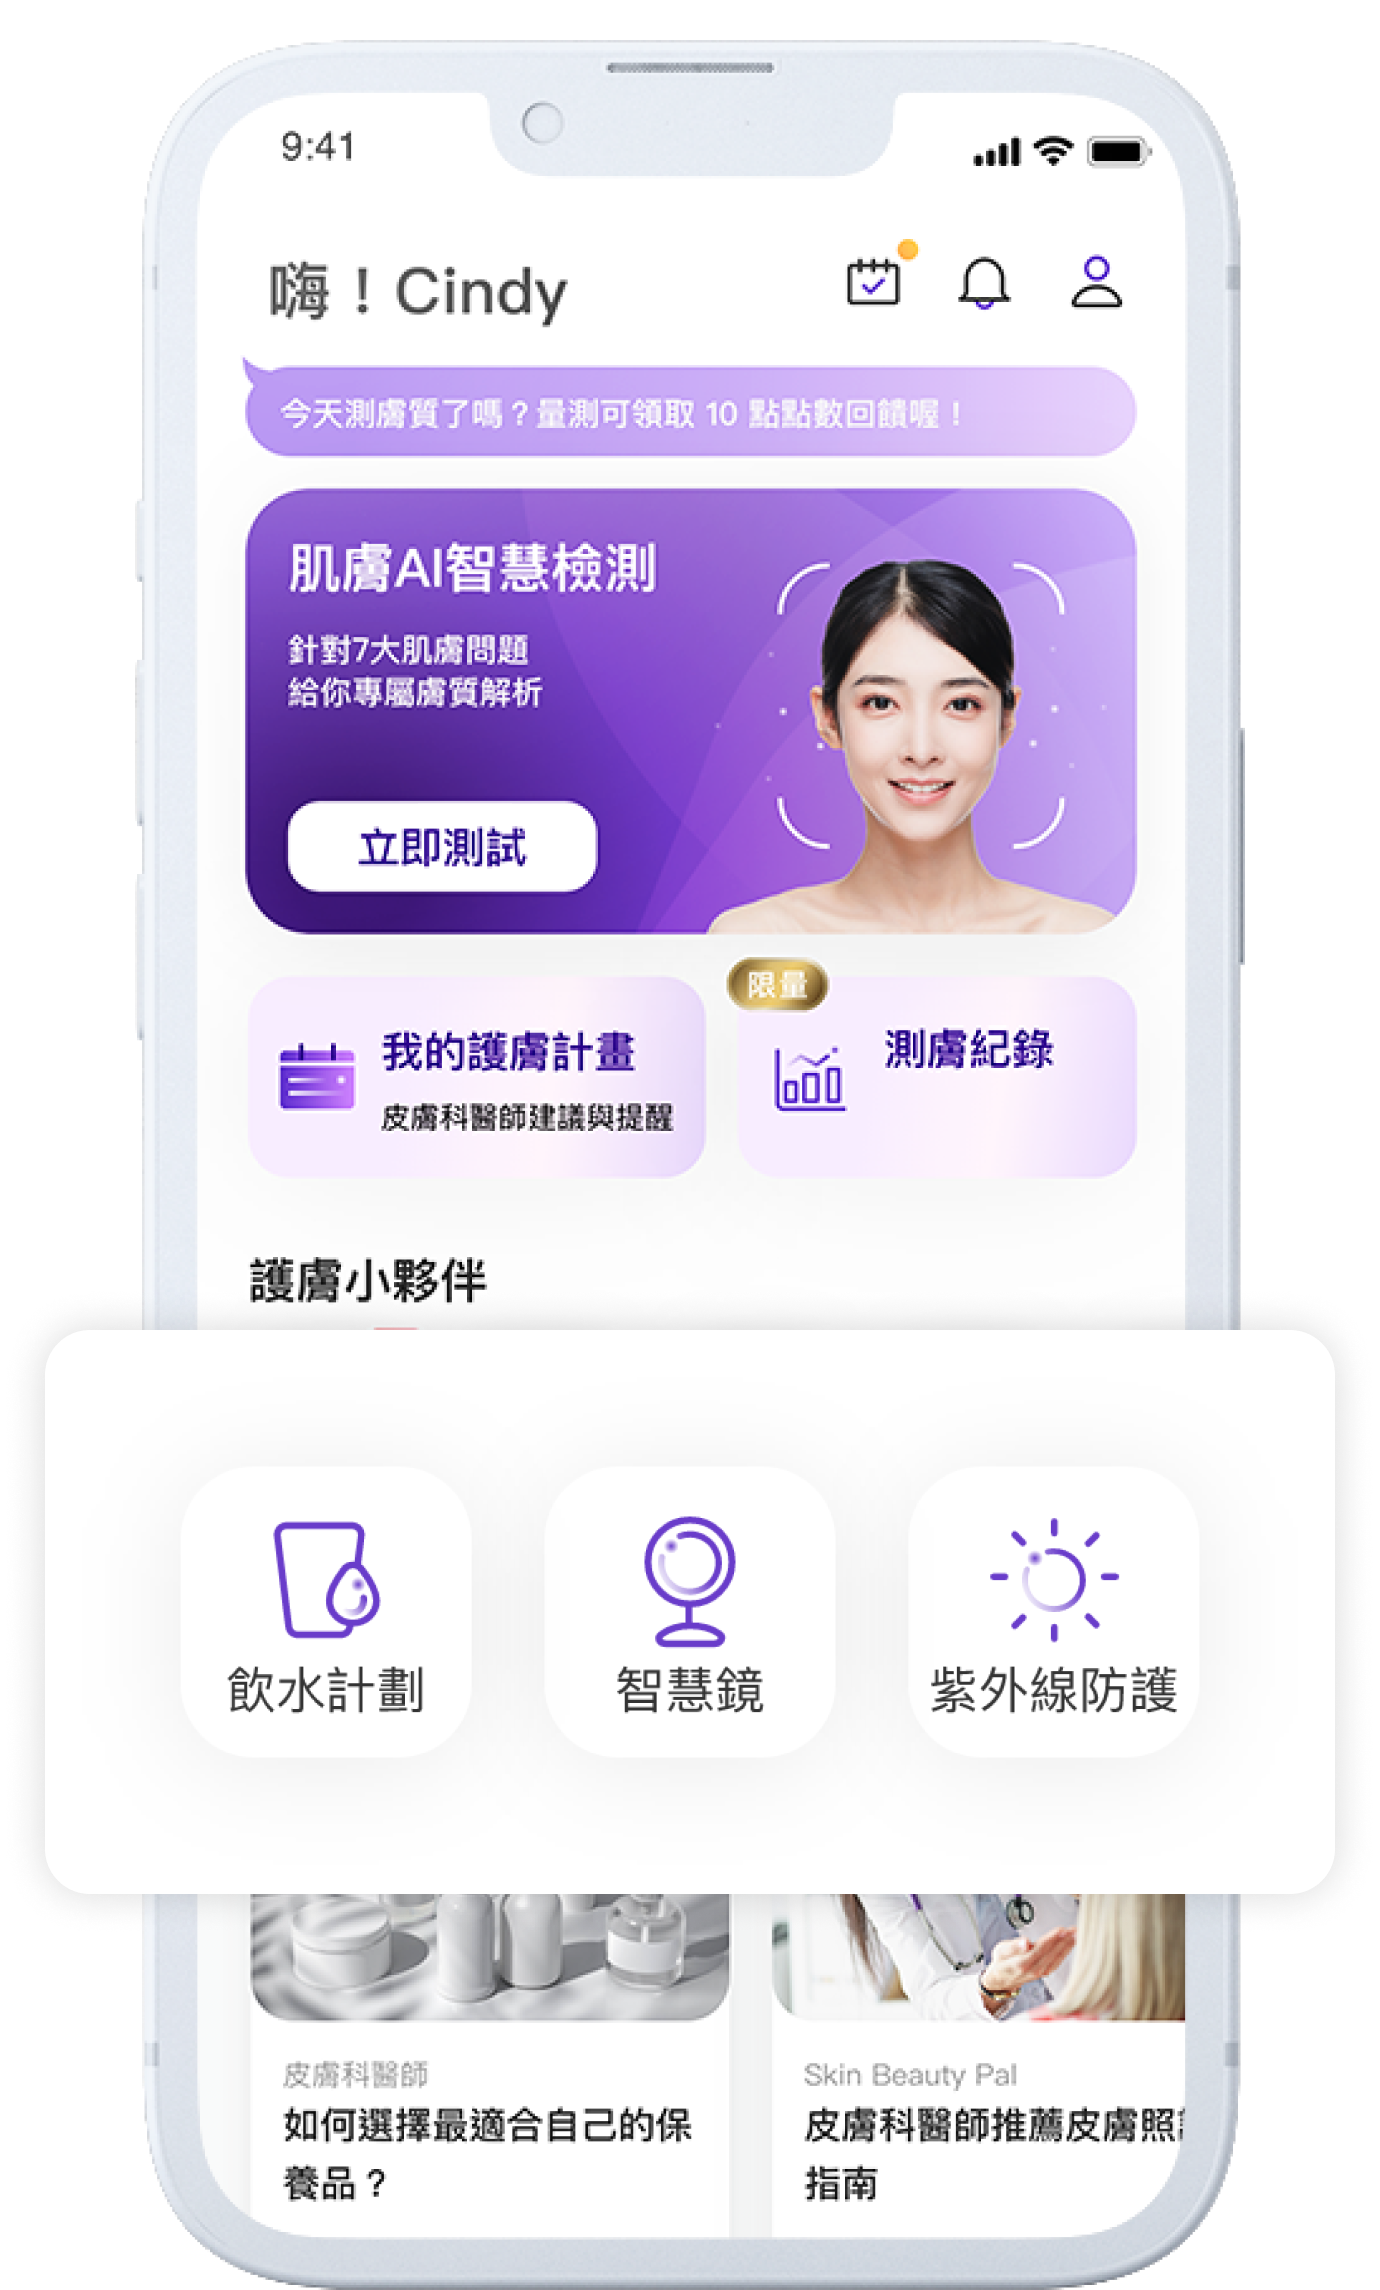 9:41
嗨！Cindy
今天測膚質了嗎？量測可領取 10 點點數回饋喔！
肌膚AI智慧檢測
針對7大肌膚問題
給你專屬膚質解析
立即測試
限量
我的護膚計畫
皮膚科醫師建議與提醒
測膚紀錄
護膚小夥伴
飲水計劃
智慧鏡
紫外線防護
皮膚科醫師
如何選擇最適合自己的保
養品？
Skin Beauty Pal
皮膚科醫師推薦皮膚照
指南